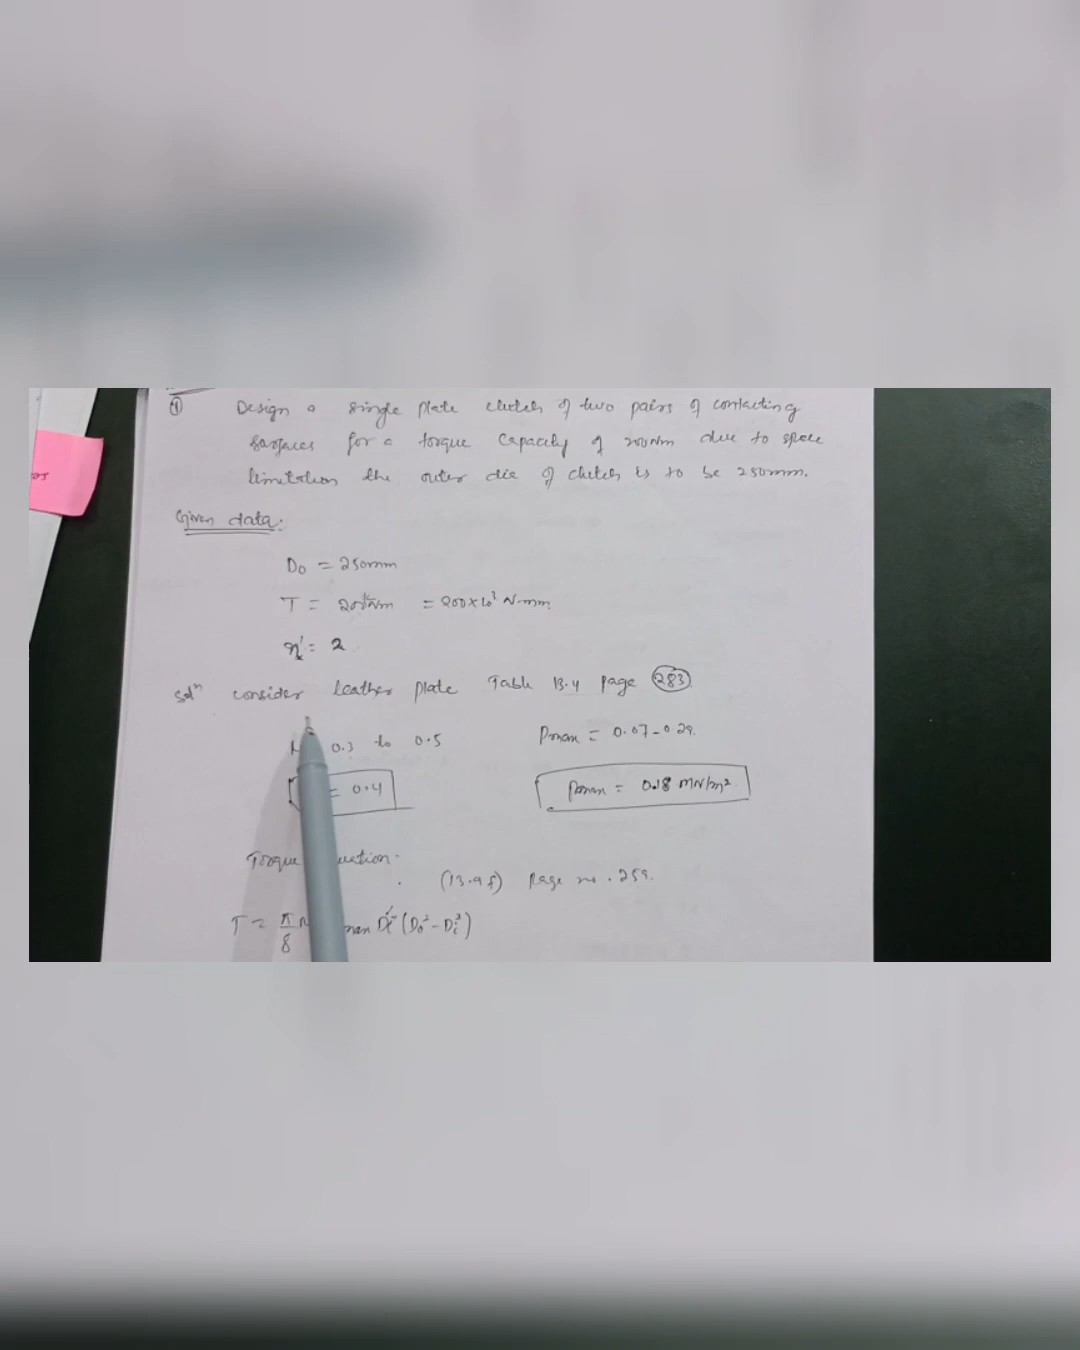 ① Design a single plate clutch of two pairs of contacting
surfaces for a torque capacity of 200Nm due to space
limitation the outer dia of clutch is to be 250mm.
Given data:
D₀ = 250mm
T = 200Nm = 200×10³ N-mm
= 2
Solⁿ consider leather plate Table 13.4 page 283
0.3 to 0.5 Pmax = 0.07-0.29.
= 0.4 Pmax = 0.18 MN/m²
Torque
(13.95) Page no. 259.
T = π/8 Di (D₀² - Di²)